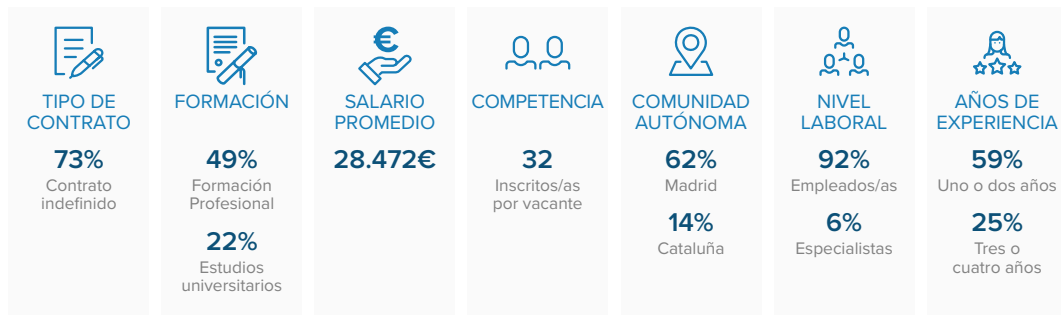 TIPO DE
CONTRATO
73%
Contrato
indefinido
FORMACIÓN
49%
Formación
Profesional
22%
Estudios
universitarios
€
SALARIO
PROMEDIO
28.472€
COMPETENCIA
32
Inscritos/as
por vacante
COMUNIDAD
AUTÓNOMA
62%
Madrid
14%
Cataluña
NIVEL
LABORAL
92%
Empleados/as
6%
Especialistas
AÑOS DE
EXPERIENCIA
59%
Uno o dos años
25%
Tres o
cuatro años